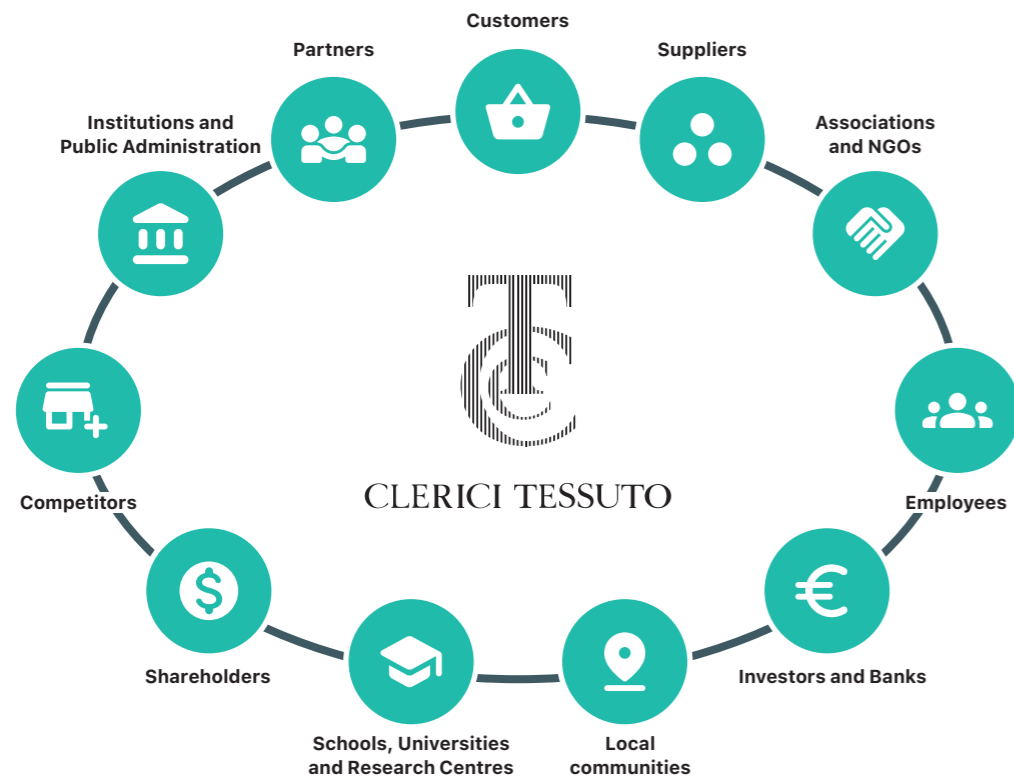 Customers
Partners
Suppliers
Institutions and
Public Administration
Associations
and NGOs
CLERICI TESSUTO
Competitors
Employees
Shareholders
Investors and Banks
Schools, Universities
and Research Centres
Local
communities